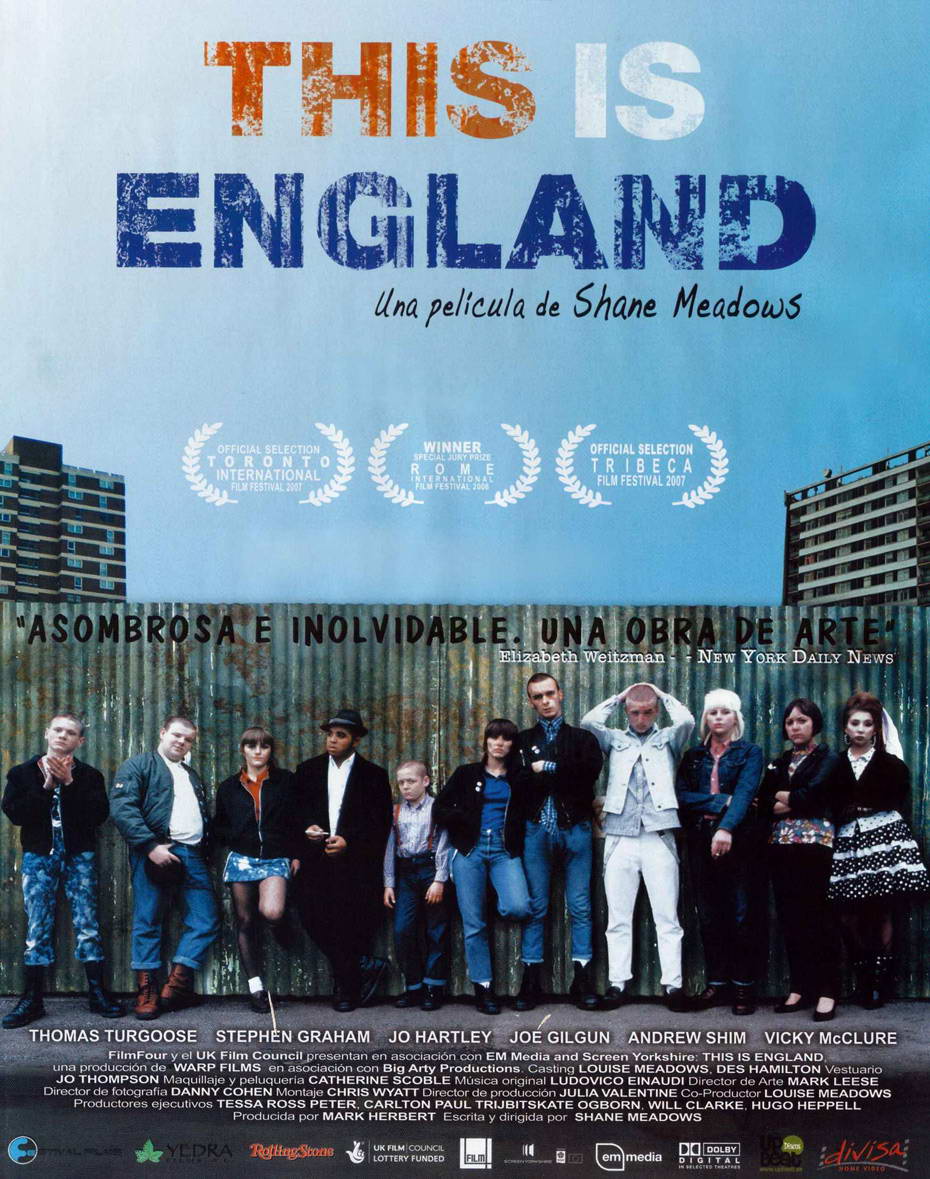 THIS IS
ENGLAND
Una película de Shane Meadows
OFFICIAL SELECTION
TORONTO
INTERNATIONAL
FILM FESTIVAL 2007
WINNER
SPECIAL JURY PRIZE
ROME
INTERNATIONAL
FILM FESTIVAL 2006
OFFICIAL SELECTION
TRIBECA
FILM FESTIVAL 2007
"ASOMBROSA E INOLVIDABLE. UNA OBRA DE ARTE"
Elizabeth Weitzman - - NEW YORK DAILY NEWS
THOMAS TURGOOSE STEPHEN GRAHAM JO HARTLEY JOE GILGUN ANDREW SHIM VICKY McCLURE
FilmFour y el UK Film Council presentan en asociación con EM Media and Screen Yorkshire: THIS IS ENGLAND,
una producción de WARP FILMS en asociación con Big Arty Productions. Casting LOUISE MEADOWS, DES HAMILTON Vestuario
JO THOMPSON Maquillaje y peluquería CATHERINE SCOBLE Música original LUDOVICO EINAUDI Director de Arte MARK LEESE
Director de fotografía DANNY COHEN Montaje CHRIS WYATT Director de producción JULIA VALENTINE Co-Productor LOUISE MEADOWS
Productores ejecutivos TESSA ROSS PETER, CARLTON PAUL TRIJBITSKATE OGBORN, WILL CLARKE, HUGO HEPPELL
Producida por MARK HERBERT Escrita y dirigida por SHANE MEADOWS
FESTIVAL FILMS
YEDRA
RollingStone
UK FILM COUNCIL
LOTTERY FUNDED
FILM
SCREEN YORKSHIRE
em media
DOLBY
DIGITAL
IN SELECTED THEATRES
Discos
divisa
HOME VIDEO